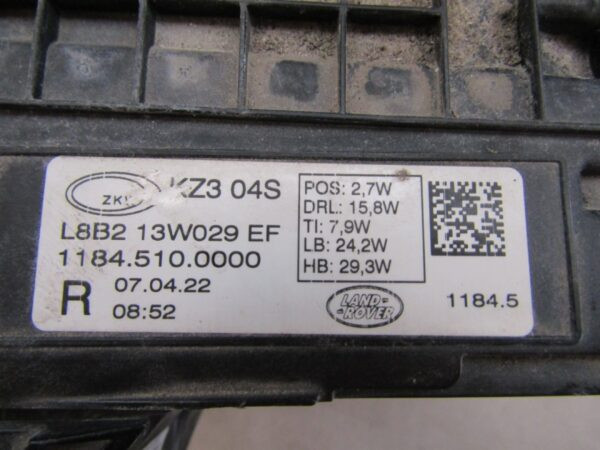 ZKW KZ3 04S
L8B2 13W029 EF
1184.510.0000
R 07.04.22
08:52
POS: 2,7W
DRL: 15,8W
TI: 7,9W
LB: 24,2W
HB: 29,3W
LAND-
-ROVER
1184.5